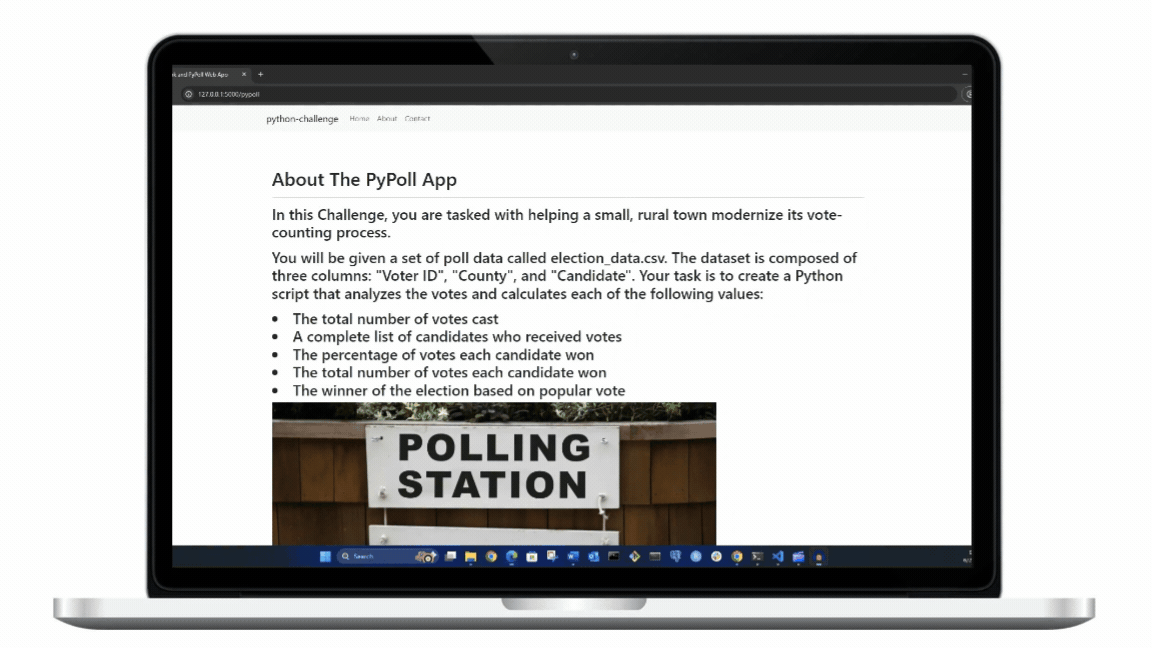 and PyPoll Web App
127.0.0.1:5000/pypoll
python-challenge Home About Contact
About The PyPoll App
In this Challenge, you are tasked with helping a small, rural town modernize its vote-
counting process.
You will be given a set of poll data called election_data.csv. The dataset is composed of
three columns: "Voter ID", "County", and "Candidate". Your task is to create a Python
script that analyzes the votes and calculates each of the following values:
• The total number of votes cast
• A complete list of candidates who received votes
• The percentage of votes each candidate won
• The total number of votes each candidate won
• The winner of the election based on popular vote
POLLING
STATION
Search